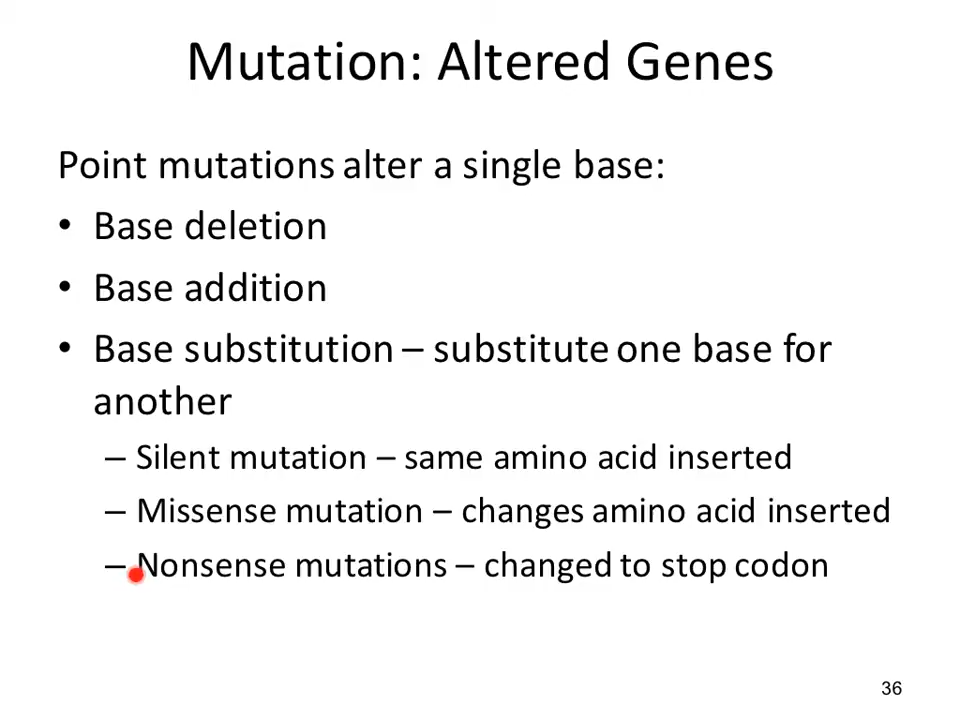 Mutation: Altered Genes
Point mutations alter a single base:
• Base deletion
• Base addition
• Base substitution – substitute one base for
another
– Silent mutation – same amino acid inserted
– Missense mutation – changes amino acid inserted
– Nonsense mutations – changed to stop codon
36